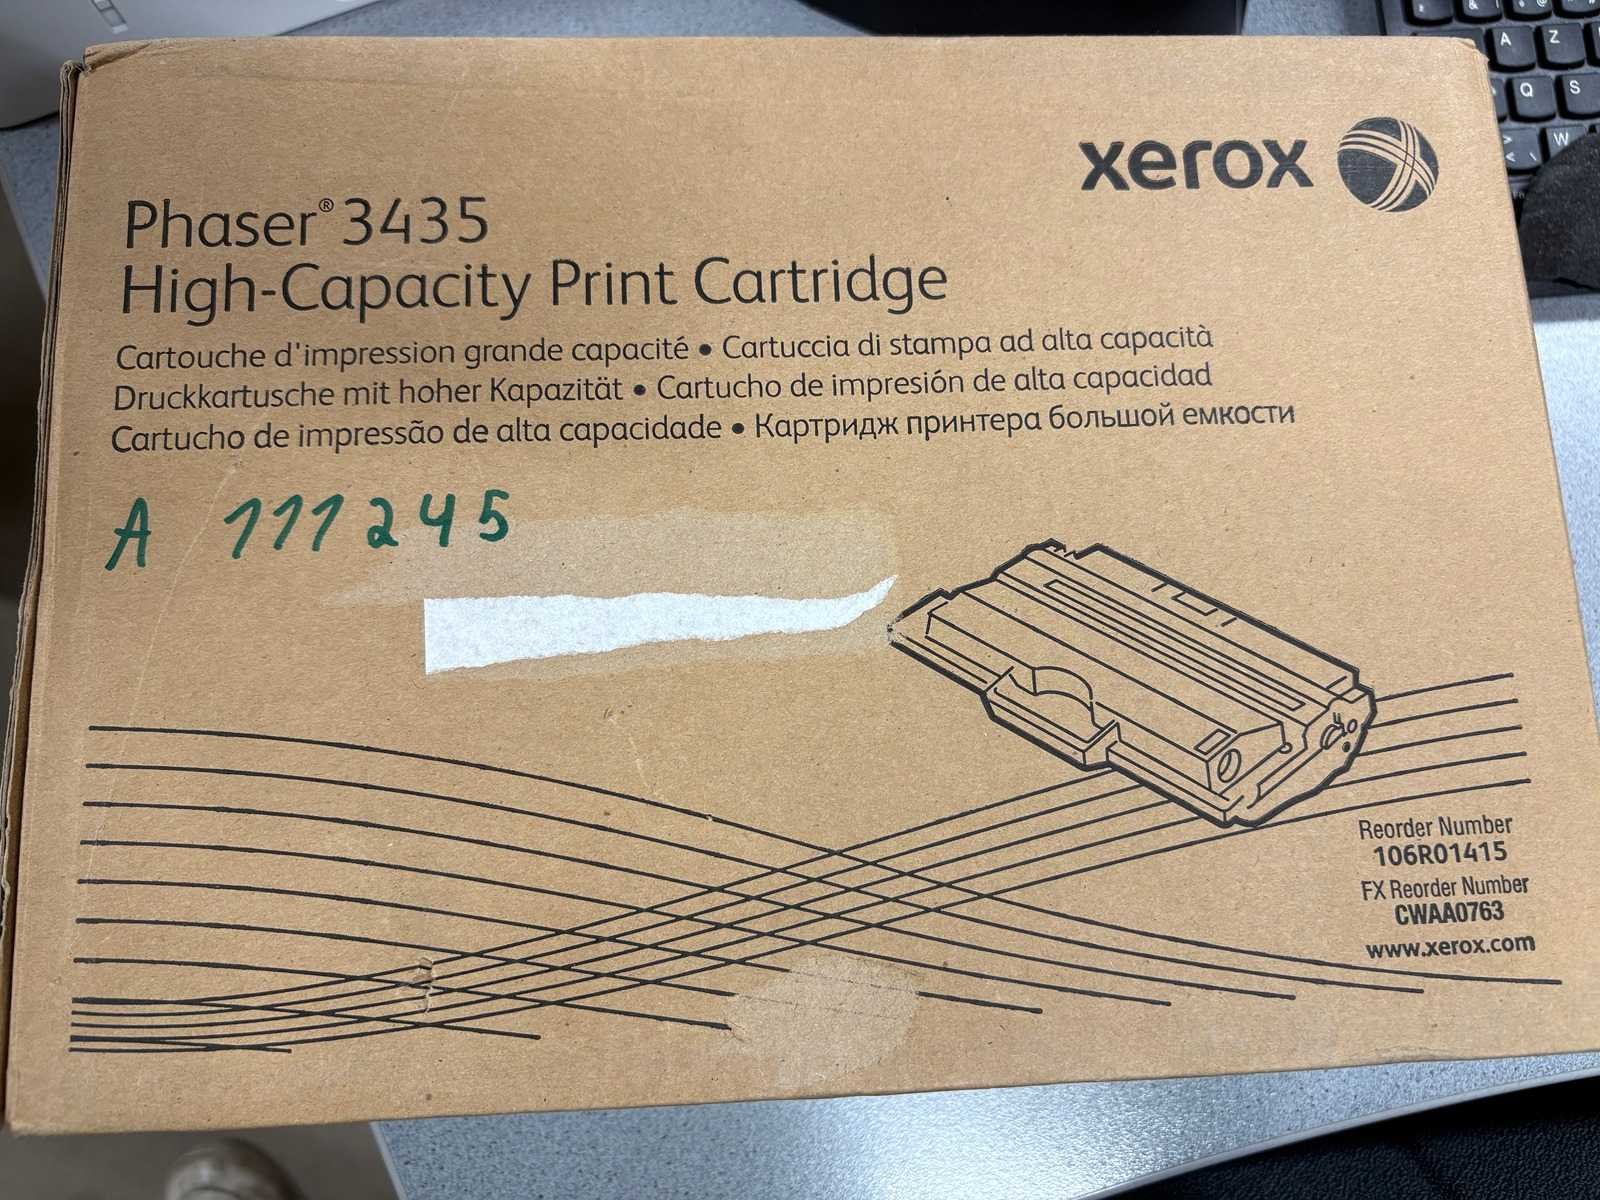 xerox
Phaser® 3435
High-Capacity Print Cartridge
Cartouche d'impression grande capacité • Cartuccia di stampa ad alta capacità
Druckkartusche mit hoher Kapazität • Cartucho de impresión de alta capacidad
Cartucho de impressão de alta capacidade • Картридж принтера большой емкости
A 111245
Reorder Number
106R01415
FX Reorder Number
CWAA0763
www.xerox.com
A Z
Q S
W